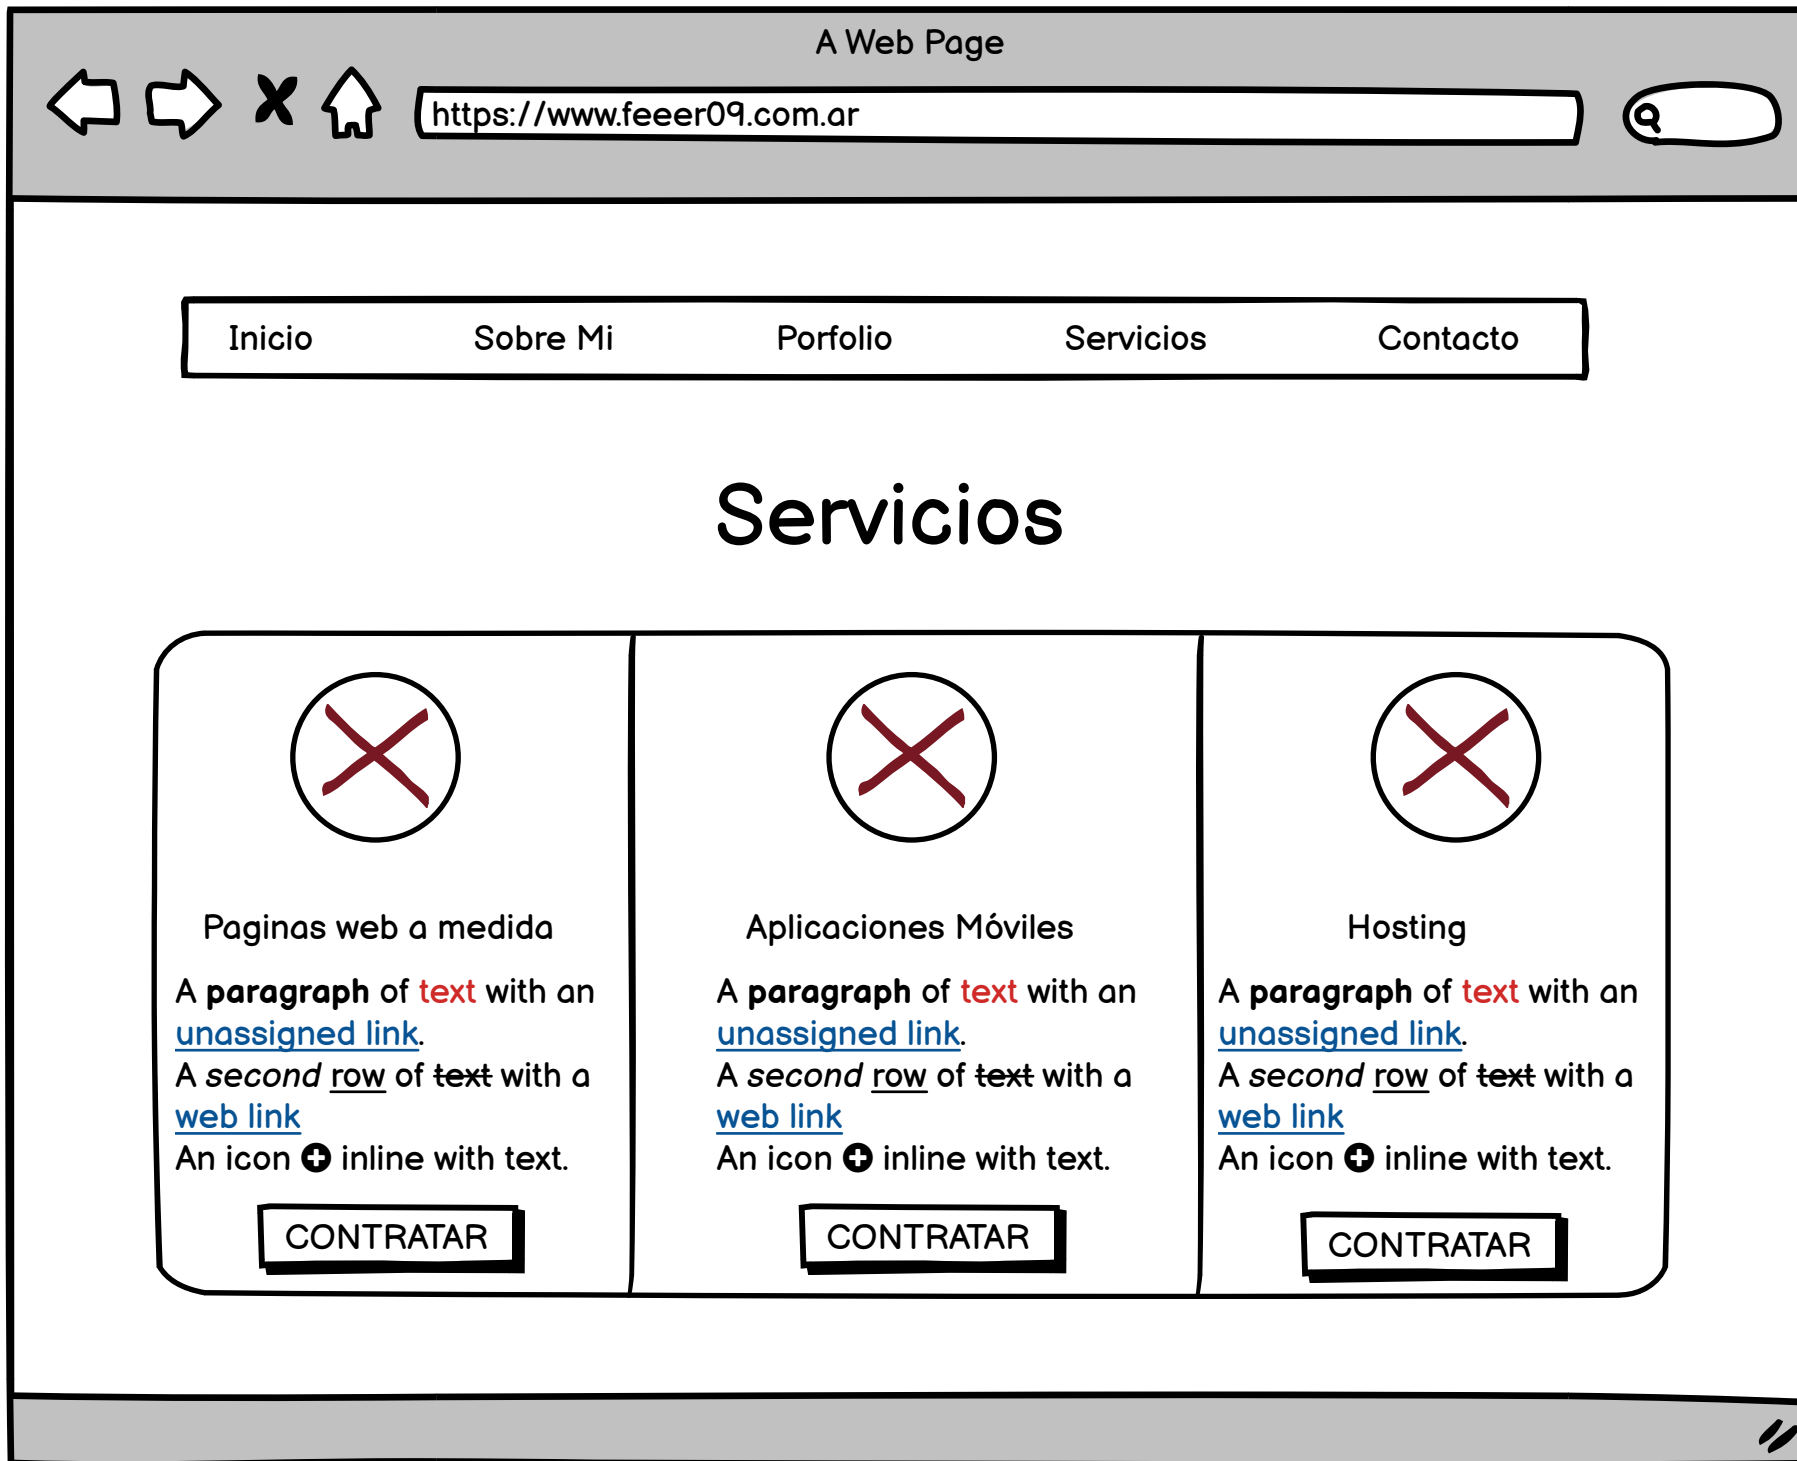 A Web Page
https://www.feeer09.com.ar
Inicio Sobre Mi Porfolio Servicios Contacto
Servicios
Paginas web a medida
A paragraph of text with an
unassigned link.
A second row of text with a
web link
An icon inline with text.
CONTRATAR
Aplicaciones Móviles
A paragraph of text with an
unassigned link.
A second row of text with a
web link
An icon inline with text.
CONTRATAR
Hosting
A paragraph of text with an
unassigned link.
A second row of text with a
web link
An icon inline with text.
CONTRATAR